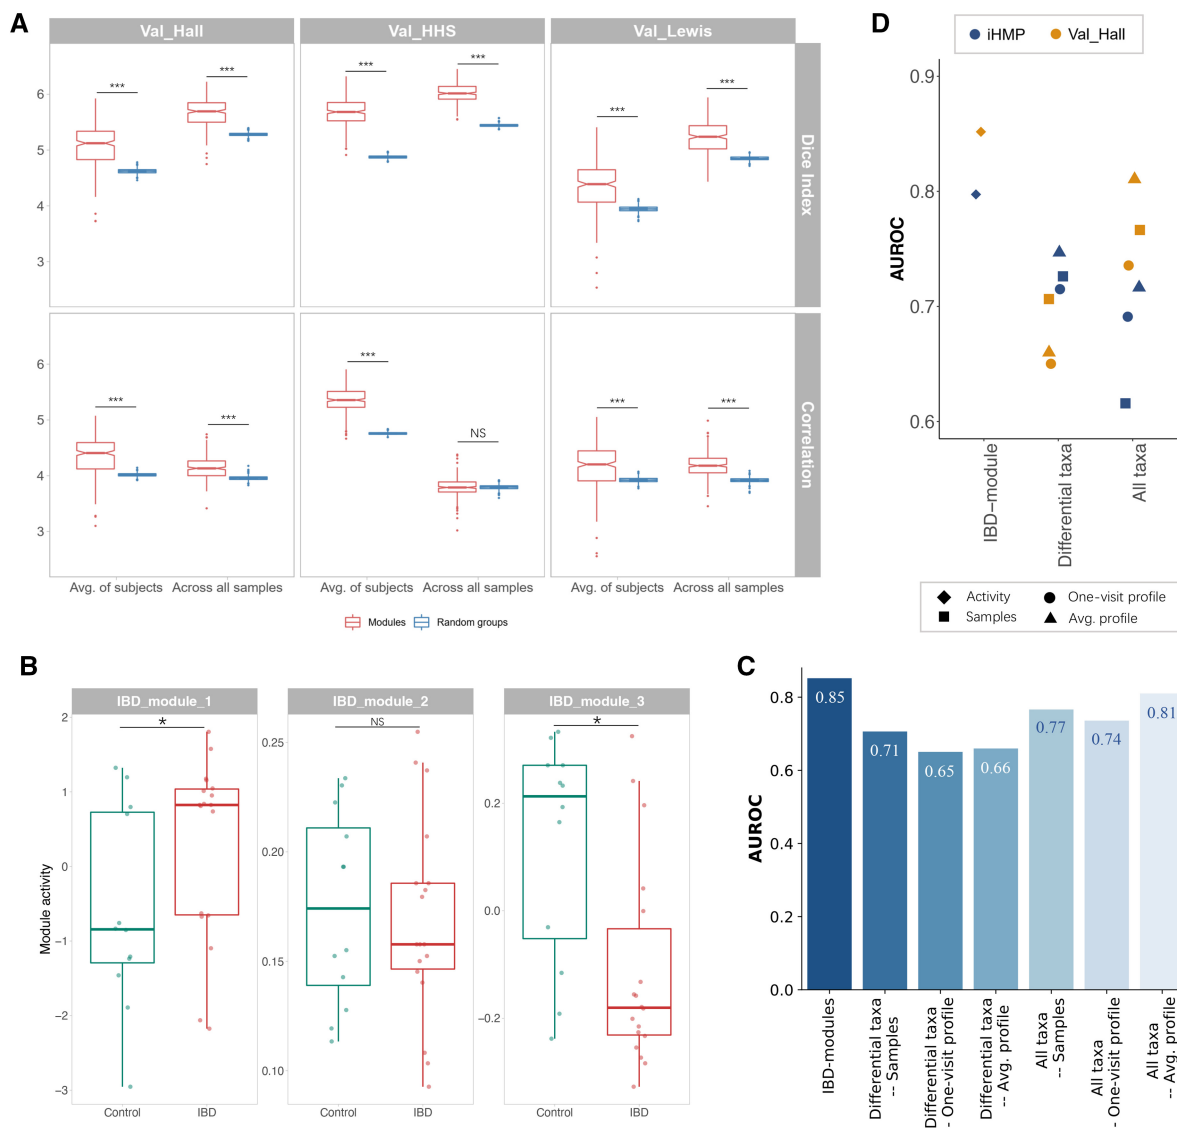 A
Val_Hall
Val_HHS
Val_Lewis
***
***
***
***
***
***
6
5
4
3
Dice Index
***
***
***
NS
***
***
6
5
4
3
Correlation
Avg. of subjects
Across all samples
Avg. of subjects
Across all samples
Avg. of subjects
Across all samples
Modules
Random groups
D
iHMP
Val_Hall
0.9
0.8
0.7
0.6
AUROC
IBD−module
Differential taxa
All taxa
Activity
One-visit profile
Samples
Avg. profile
B
IBD_module_1
IBD_module_2
IBD_module_3
*
NS
*
Module activity
2
1
0
−1
−2
−3
0.25
0.20
0.15
0.10
0.2
0.0
−0.2
Control
IBD
Control
IBD
Control
IBD
C
AUROC
0.8
0.6
0.4
0.2
0.0
0.85
0.71
0.65
0.66
0.77
0.74
0.81
IBD-modules
Differential taxa
-- Samples
Differential taxa
- One-visit profile
Differential taxa
-- Avg. profile
All taxa
-- Samples
All taxa
- One-visit profile
All taxa
-- Avg. profile